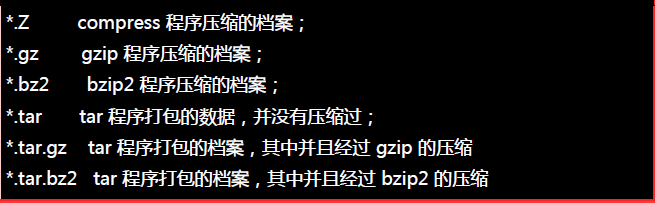 *.Z compress 程序压缩的档案；
*.gz gzip 程序压缩的档案；
*.bz2 bzip2 程序压缩的档案；
*.tar tar 程序打包的数据，并没有压缩过；
*.tar.gz tar 程序打包的档案，其中并且经过 gzip 的压缩
*.tar.bz2 tar 程序打包的档案，其中并且经过 bzip2 的压缩